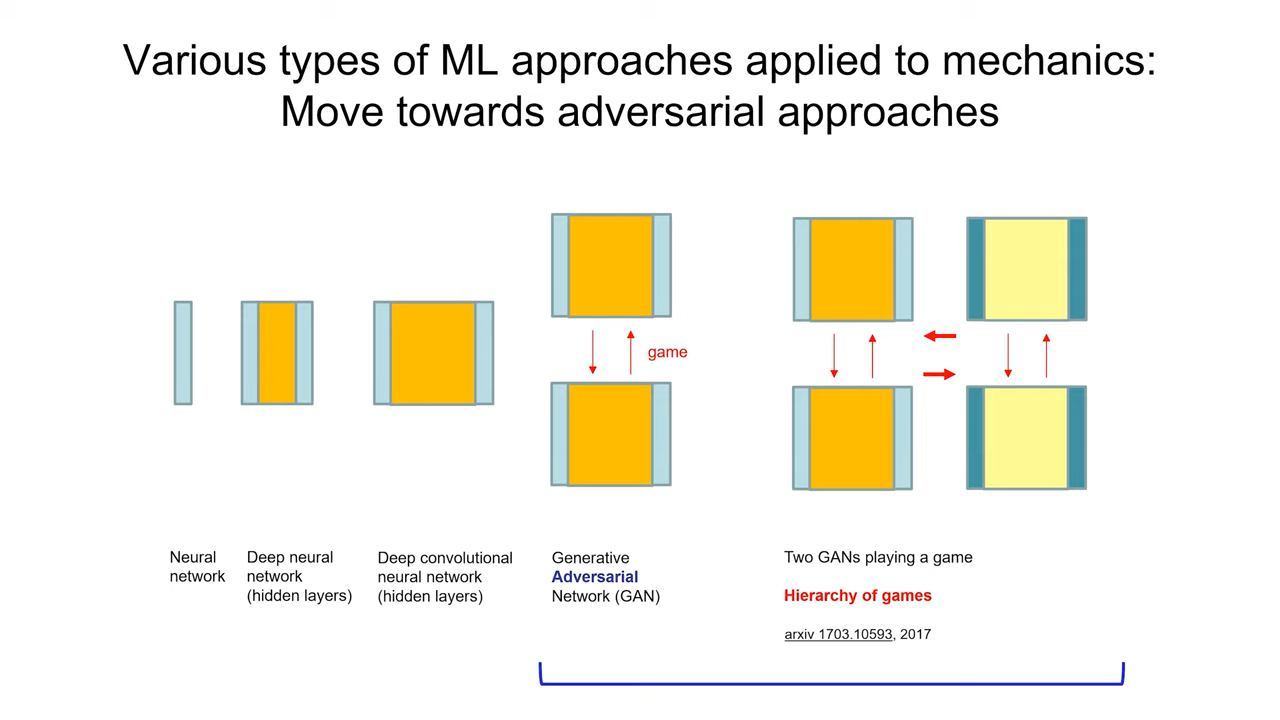 Various types of ML approaches applied to mechanics:
Move towards adversarial approaches
game
Neural
network
Deep neural
network
(hidden layers)
Deep convolutional
neural network
(hidden layers)
Generative
Adversarial
Network (GAN)
Two GANs playing a game
Hierarchy of games
arxiv 1703.10593, 2017